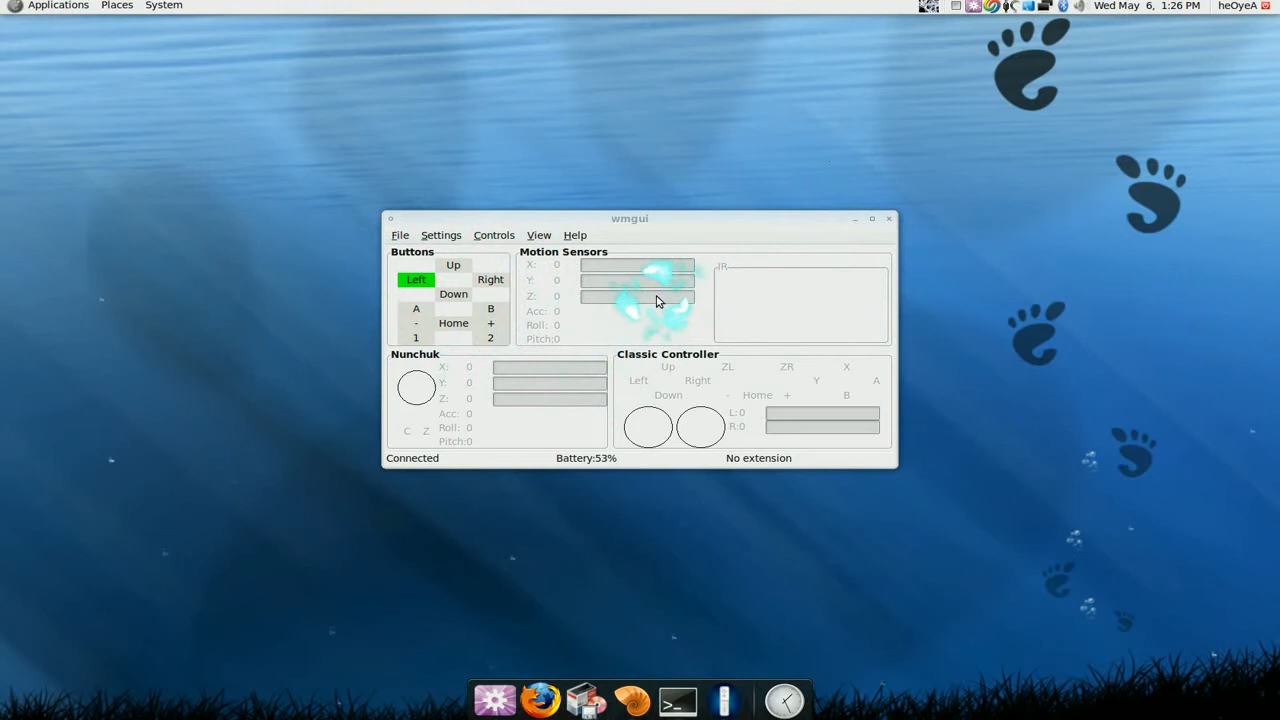 Applications Places System
Wed May 6, 1:26 PM heOyeA
wmgui
File Settings Controls View Help
Buttons
Up
Left Right
Down
A B
- Home +
1 2
Motion Sensors
X: 0
Y: 0
Z: 0
Acc: 0
Roll: 0
Pitch:0
IR
Nunchuk
X: 0
Y: 0
Z: 0
Acc: 0
Roll: 0
Pitch:0
C Z
Classic Controller
Up ZL ZR X
Left Right Y A
Down - Home + B
L:0
R:0
Connected Battery:53% No extension
>_